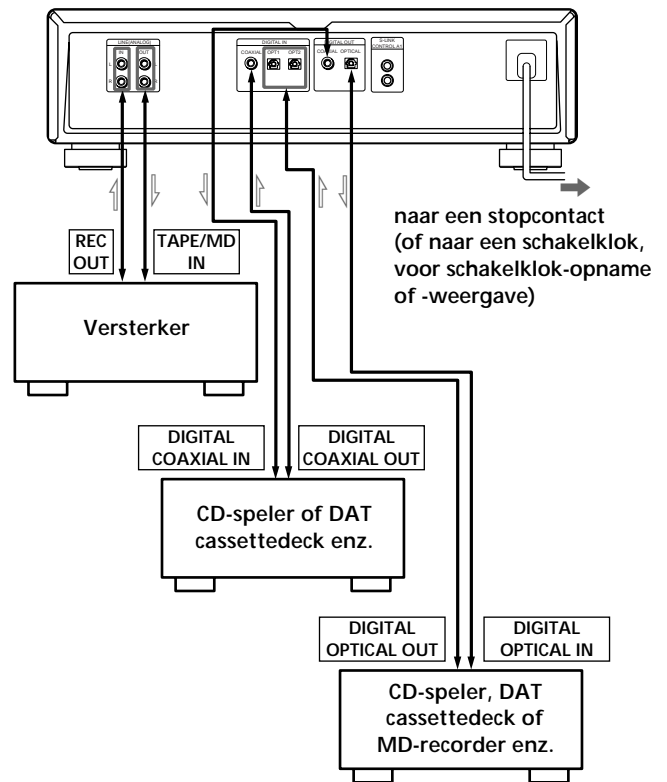 LINE(ANALOG)
IN OUT
L L
R R
DIGITAL IN
COAXIAL OPT1 OPT2
DIGITAL OUT
COAXIAL OPTICAL
S-LINK
CONTROL A1
naar een stopcontact
(of naar een schakelklok,
voor schakelklok-opname
of -weergave)
REC
OUT
TAPE/MD
IN
Versterker
DIGITAL
COAXIAL IN
DIGITAL
COAXIAL OUT
CD-speler of DAT
cassettedeck enz.
DIGITAL
OPTICAL OUT
DIGITAL
OPTICAL IN
CD-speler, DAT
cassettedeck of
MD-recorder enz.